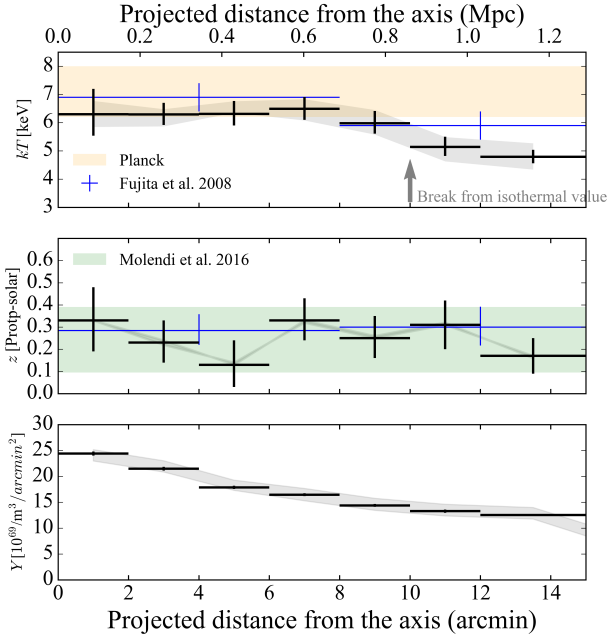 Projected distance from the axis (Mpc)
0.0 0.2 0.4 0.6 0.8 1.0 1.2
8
7
6
5
4
3
kT [keV]
Planck
Fujita et al. 2008
Break from isothermal value
0.6
0.5
0.4
0.3
0.2
0.1
0.0
z [Protp-solar]
Molendi et al. 2016
30
25
20
15
10
5
0
Y [10^69/m^3/arcmin^2]
0 2 4 6 8 10 12 14
Projected distance from the axis (arcmin)